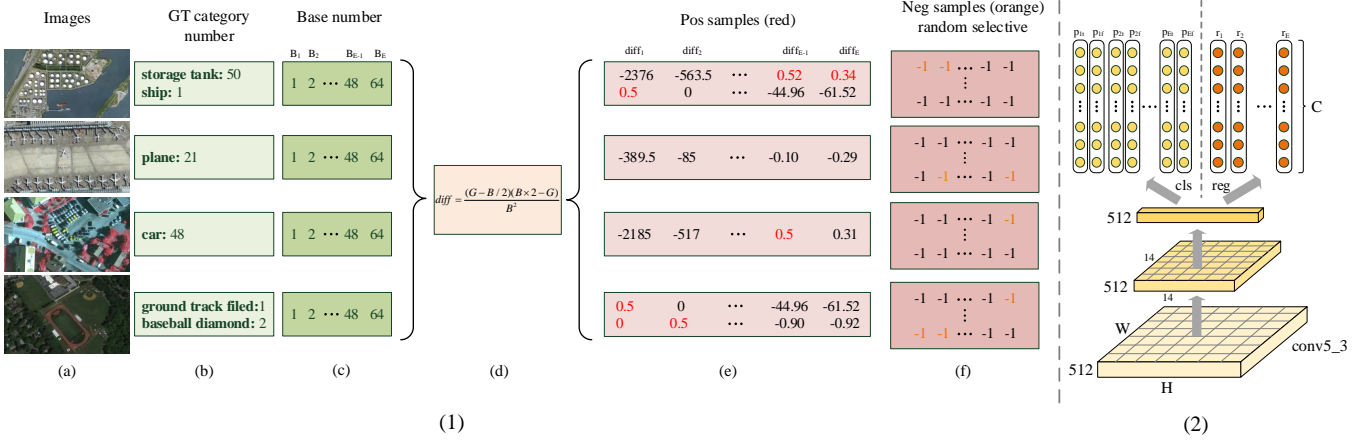 Images
GT category
number
Base number
Pos samples (red)
Neg samples (orange)
random selective
B1 B2 BE-1 BE
diff1 diff2 diffE-1 diffE
storage tank: 50
ship: 1
1 2 ··· 48 64
-2376 -563.5 ··· 0.52 0.34
0.5 0 ··· -44.96 -61.52
-1 -1 ··· -1 -1
⋮
-1 -1 ··· -1 -1
plane: 21
1 2 ··· 48 64
-389.5 -85 ··· -0.10 -0.29
-1 -1 ··· -1 -1
⋮
-1 -1 ··· -1 -1
diff = (G−B/2)(B×2−G)
B²
car: 48
1 2 ··· 48 64
-2185 -517 ··· 0.5 0.31
-1 -1 ··· -1 -1
⋮
-1 -1 ··· -1 -1
ground track filed:1
baseball diamond: 2
1 2 ··· 48 64
0.5 0 ··· -44.96 -61.52
0 0.5 ··· -0.90 -0.92
-1 -1 ··· -1 -1
⋮
-1 -1 ··· -1 -1
(a) (b) (c) (d) (e) (f)
(1)
p1s p1f p2s p2f pEs pEf r1 r2 rE
··· ···
C
cls reg
512
14
512
14
W
conv5_3
512
H
(2)